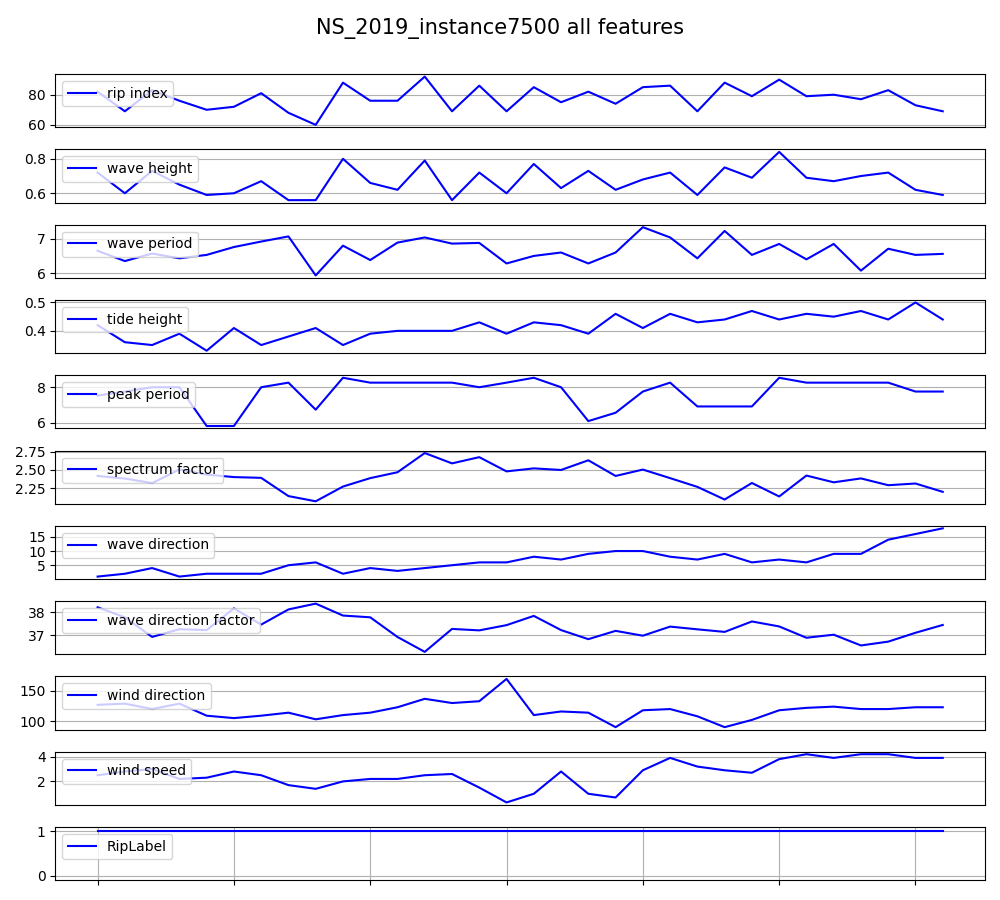 NS_2019_instance7500 all features
80
60
rip index
0.8
0.6
wave height
7
6
wave period
0.5
0.4
tide height
8
6
peak period
2.75
2.50
2.25
spectrum factor
15
10
5
wave direction
38
37
wave direction factor
150
100
wind direction
4
2
wind speed
1
0
RipLabel